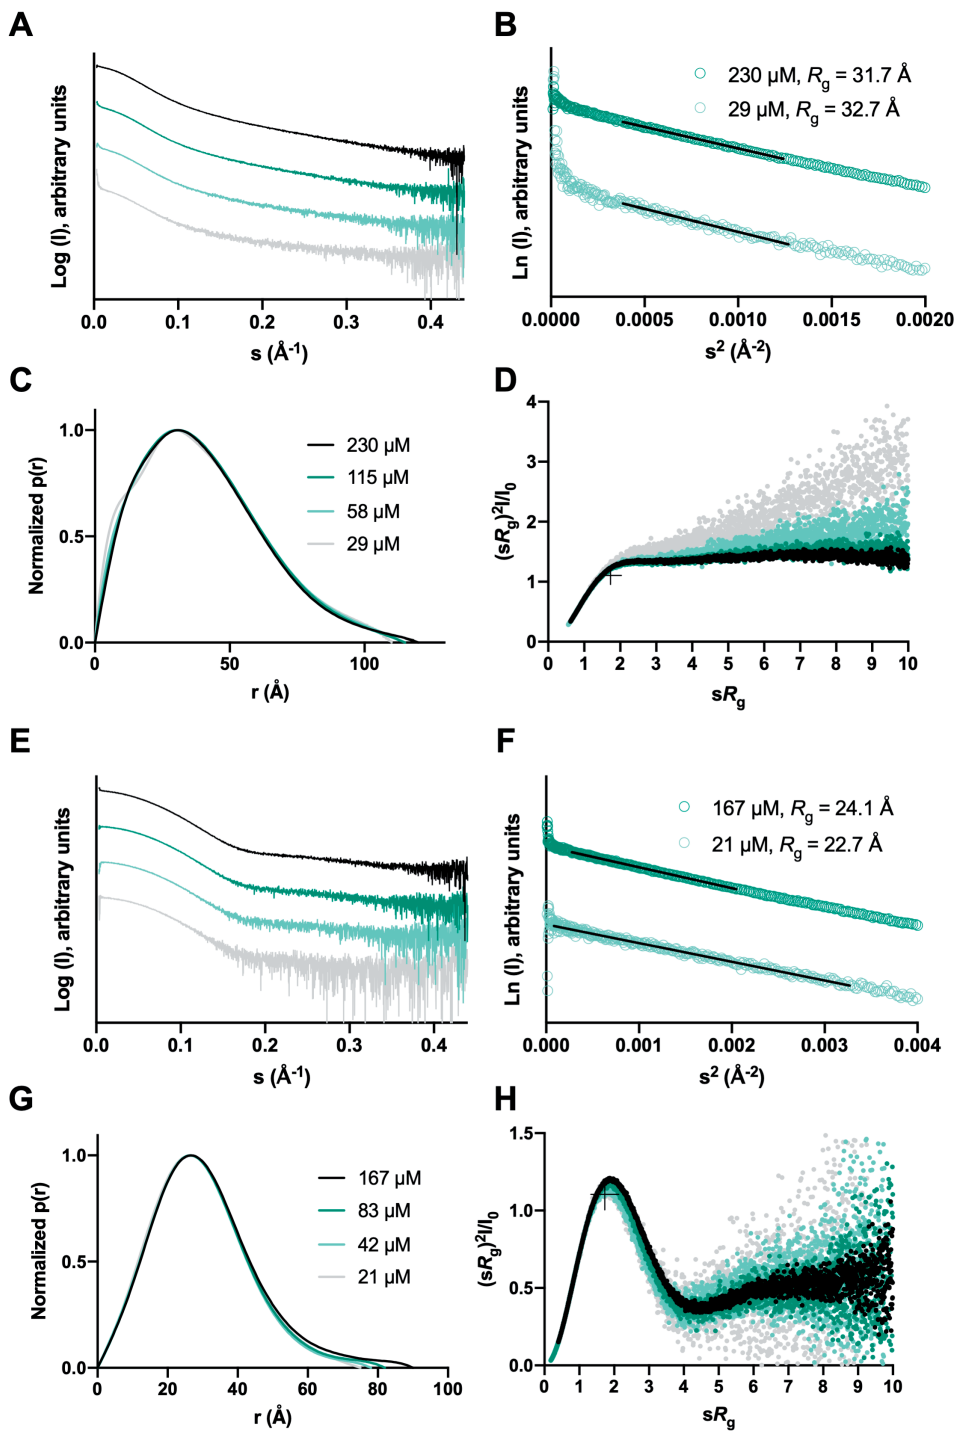 A
Log (I), arbitrary units
0.0 0.1 0.2 0.3 0.4
s (Å-1)
B
Ln (I), arbitrary units
230 µM, Rg = 31.7 Å
29 µM, Rg = 32.7 Å
0.0000 0.0005 0.0010 0.0015 0.0020
s2 (Å-2)
C
Normalized p(r)
1.0
0.5
0.0
230 µM
115 µM
58 µM
29 µM
0 50 100
r (Å)
D
(sRg)2I/I0
4
3
2
1
0
0 1 2 3 4 5 6 7 8 9 10
sRg
E
Log (I), arbitrary units
0.0 0.1 0.2 0.3 0.4
s (Å-1)
F
Ln (I), arbitrary units
167 µM, Rg = 24.1 Å
21 µM, Rg = 22.7 Å
0.000 0.001 0.002 0.003 0.004
s2 (Å-2)
G
Normalized p(r)
1.0
0.5
0.0
167 µM
83 µM
42 µM
21 µM
0 20 40 60 80 100
r (Å)
H
(sRg)2I/I0
1.5
1.0
0.5
0.0
0 1 2 3 4 5 6 7 8 9 10
sRg